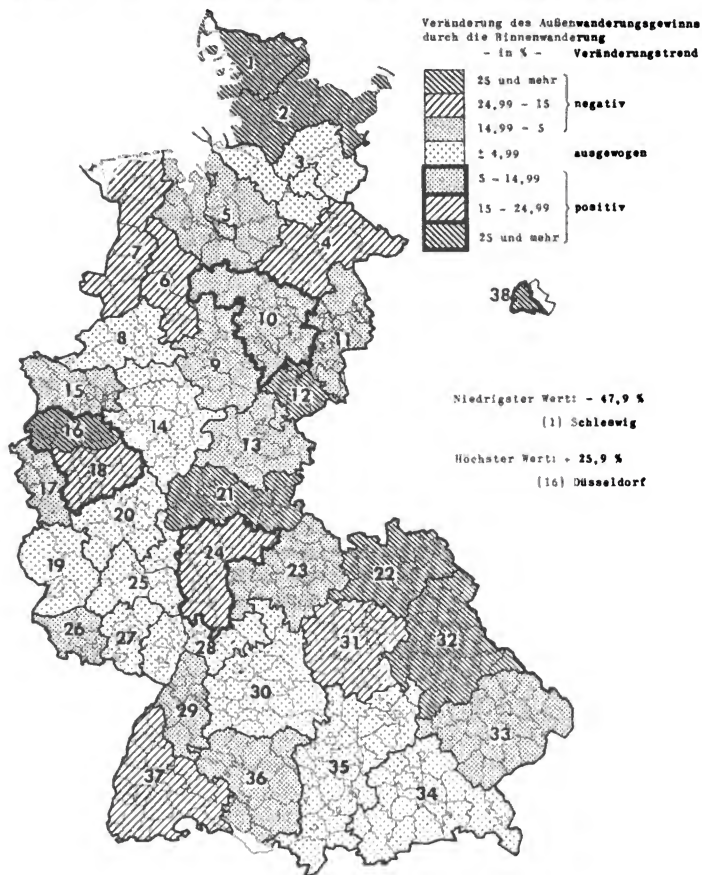 Veränderung des Außenwanderungsgewinns
durch die Binnenwanderung
- in % - Veränderungstrend
25 und mehr
24,99 - 15 negativ
14,99 - 5
± 4,99 ausgewogen
5 - 14,99
15 - 24,99 positiv
25 und mehr
1
2
3
5
4
7
6
38
10
8
11
9
15
12
14
16
13
18
17
21
20
24
19
23
22
25
26
27
28
31
32
30
29
33
35
36
37
34
Niedrigster Wert: - 47,9 %
(1) Schleswig
Höchster Wert: + 25,9 %
(16) Düsseldorf